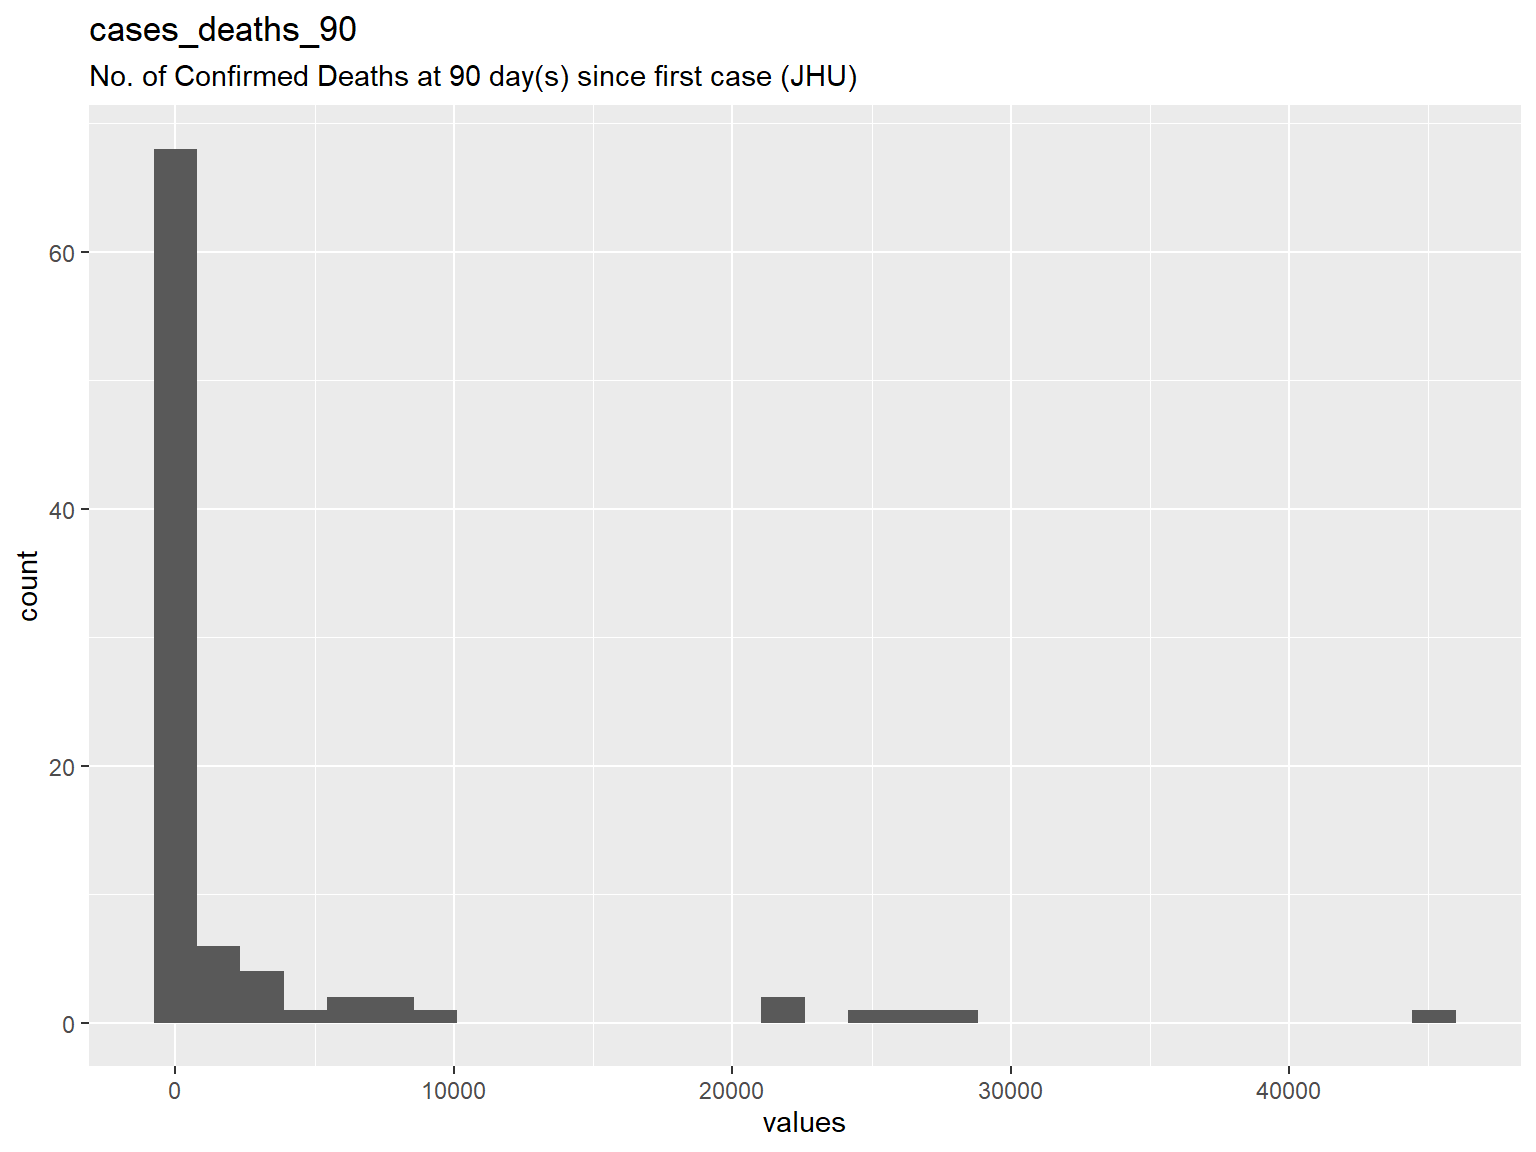 cases_deaths_90
No. of Confirmed Deaths at 90 day(s) since first case (JHU)
60
40
20
0
count
0 10000 20000 30000 40000
values